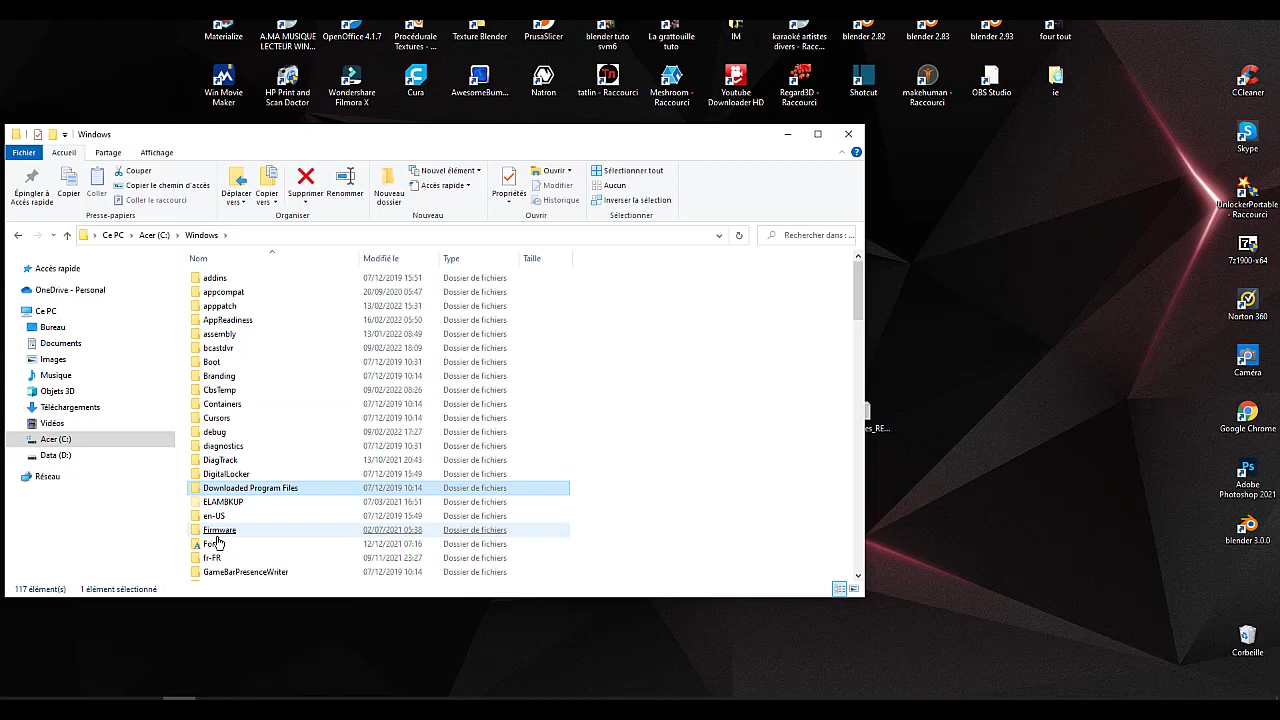 Materialize
A.MA MUSIQUE
LECTEUR WIN...
OpenOffice 4.1.7
Procédurale
Textures - ...
Texture Blender
PrusaSlicer
blender tuto
svm6
La grattouille
tuto
IM
karaoké artistes
divers - Racc...
blender 2.82
blender 2.83
blender 2.93
four tout
Win Movie
Maker
HP Print and
Scan Doctor
Wondershare
Filmora X
Cura
AwesomeBum...
Natron
Tn
tatlin - Raccourci
Meshroom -
Raccourci
Youtube
Downloader HD
Regard3D -
Raccourci
Shotcut
makehuman -
Raccourci
OBS Studio
ie
CCleaner
Skype
UnlockerPortable
- Raccourci
7z1900-x64
Norton 360
Caméra
Google Chrome
Ps
Adobe
Photoshop 2021
blender 3.0.0
Corbeille
es_RE...
Windows
Fichier
Accueil
Partage
Affichage
Épingler à
Accès rapide
Copier
Coller
Couper
Copier le chemin d'accès
Coller le raccourci
Presse-papiers
Déplacer
vers
Copier
vers
Supprimer
Renommer
Organiser
Nouveau
dossier
Nouvel élément
Accès rapide
Nouveau
Propriétés
Ouvrir
Modifier
Historique
Ouvrir
Sélectionner tout
Aucun
Inverser la sélection
Sélectionner
Ce PC > Acer (C:) > Windows >
Rechercher dans : ...
Accès rapide
OneDrive - Personal
Ce PC
Bureau
Documents
Images
Musique
Objets 3D
Téléchargements
Vidéos
Acer (C:)
Data (D:)
Réseau
Nom Modifié le Type Taille
addins 07/12/2019 15:51 Dossier de fichiers
appcompat 20/09/2020 05:47 Dossier de fichiers
apppatch 13/02/2022 15:31 Dossier de fichiers
AppReadiness 16/02/2022 05:50 Dossier de fichiers
assembly 13/01/2022 08:49 Dossier de fichiers
bcastdvr 09/02/2022 18:09 Dossier de fichiers
Boot 07/12/2019 10:31 Dossier de fichiers
Branding 07/12/2019 10:14 Dossier de fichiers
CbsTemp 09/02/2022 08:26 Dossier de fichiers
Containers 07/12/2019 10:14 Dossier de fichiers
Cursors 07/12/2019 10:14 Dossier de fichiers
debug 09/02/2022 17:27 Dossier de fichiers
diagnostics 07/12/2019 10:31 Dossier de fichiers
DiagTrack 13/10/2021 20:43 Dossier de fichiers
DigitalLocker 07/12/2019 15:49 Dossier de fichiers
Downloaded Program Files 07/12/2019 10:14 Dossier de fichiers
ELAMBKUP 07/03/2021 16:51 Dossier de fichiers
en-US 07/12/2019 15:49 Dossier de fichiers
Firmware 02/07/2021 05:38 Dossier de fichiers
12/12/2021 07:16 Dossier de fichiers
fr-FR 09/11/2021 23:27 Dossier de fichiers
GameBarPresenceWriter 07/12/2019 10:14 Dossier de fichiers
117 élément(s) 1 élément sélectionné